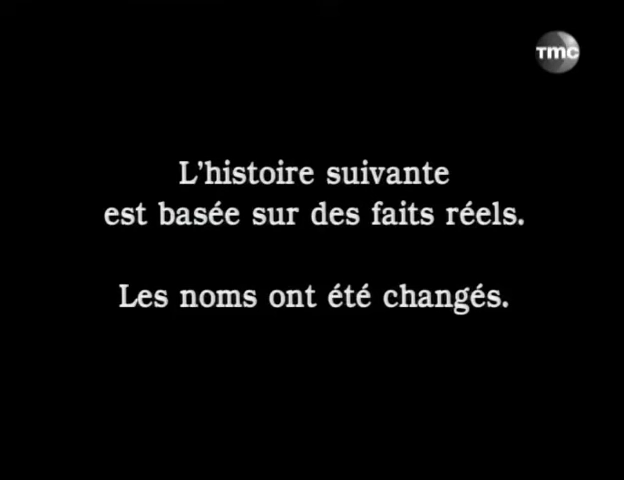 TMC
L'histoire suivante
est basée sur des faits réels.
Les noms ont été changés.